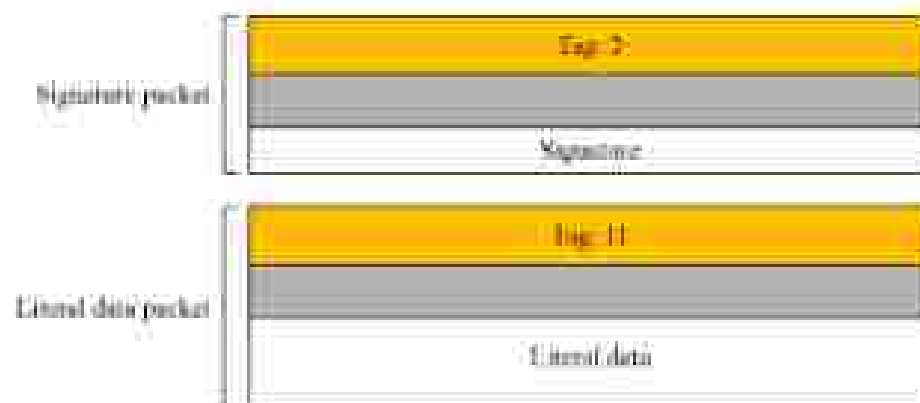 Tag: 2
Signature packet
Signature
Tag: 11
Literal data packet
Literal data